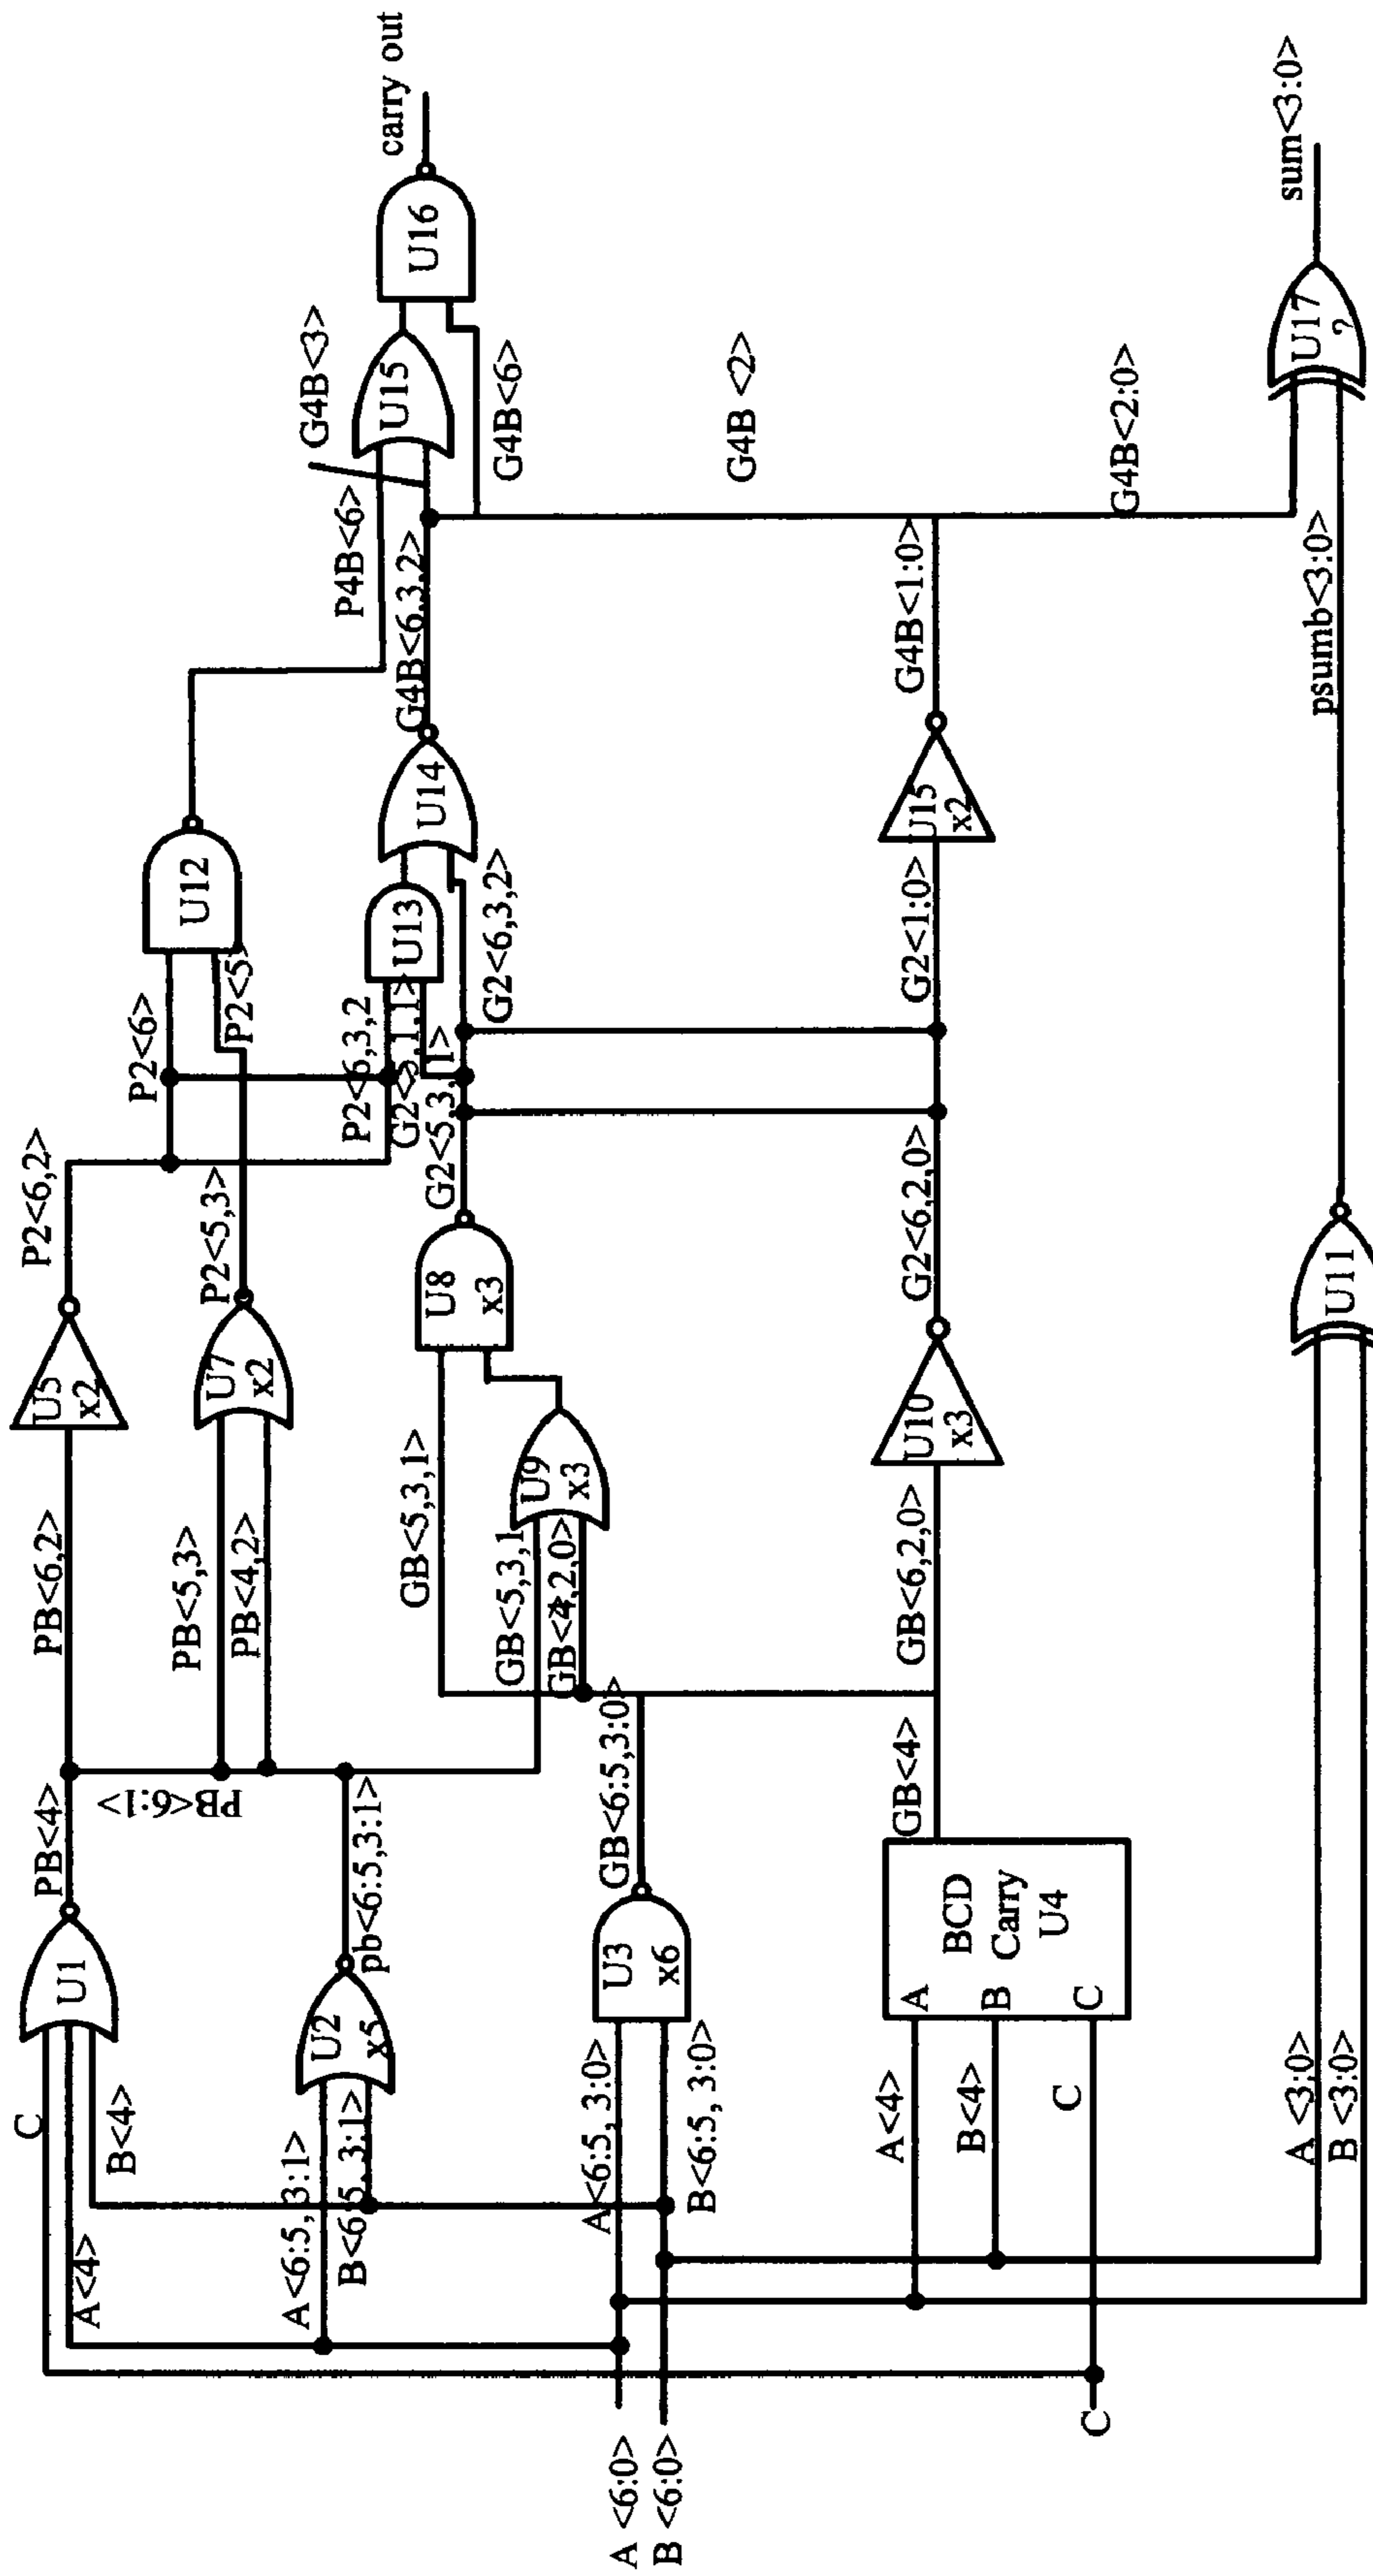 A <6:0>
B <6:0>
C
C
A<4>
B<4>
U1
PB<4>
PB<6:1>
A<6:5, 3:1>
B<6:5, 3:1>
U2
x5
pb<6:5,3:1>
A<6:5, 3:0>
B<6:5, 3:0>
U3
x6
GB<6:5,3:0>
A<4>
B<4>
C
A
B
C
BCD
Carry
U4
GB<4>
A <3:0>
B <3:0>
PB<6,2>
U5
x2
P2<6,2>
PB<5,3>
PB<4,2>
U7
x2
P2<5,3>
GB<5,3,1>
U8
x3
GB<5,3,1
GB<4,2,0>
U9
x3
G2<5,3,1>
GB<6,2,0>
U10
x3
G2<6,2,0>
U11
psumb<3:0>
P2<6>
P2<5>
U12
P2<6,3,2
G2<5,1,1>
U13
G2<6,3,2>
U14
G4B<6,3,2>
G2<1:0>
U15
x2
G4B<1:0>
P4B<6>
G4B<3>
U15
G4B<6>
U16
carry out
G4B <2>
G4B<2:0>
U17
?
sum<3:0>